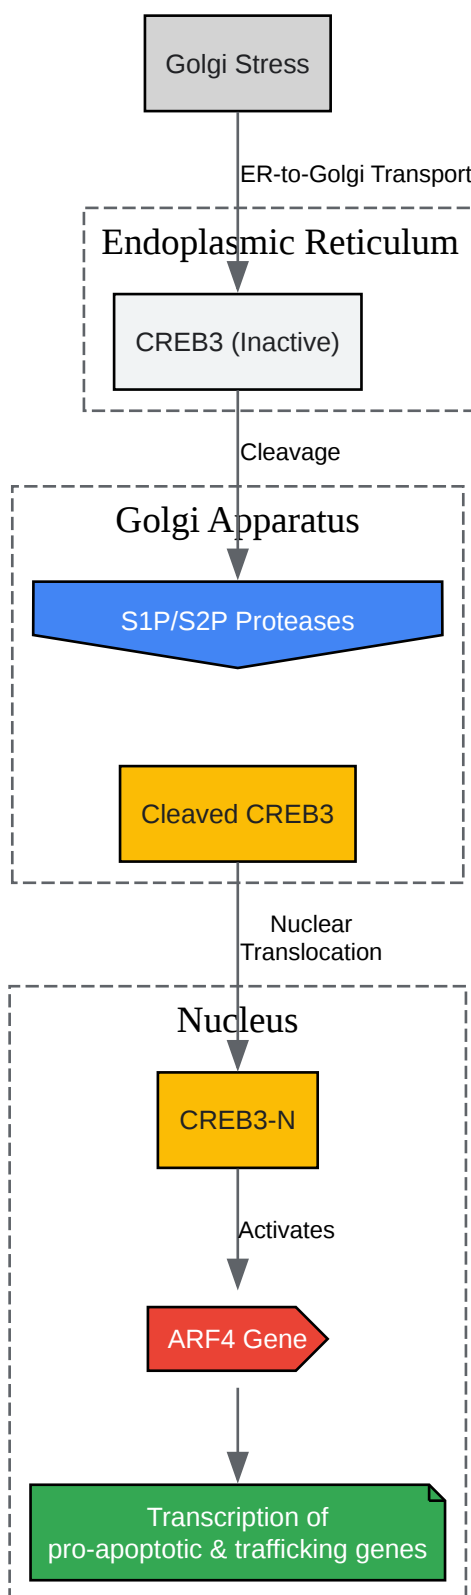 Golgi Stress
ER-to-Golgi Transport
Endoplasmic Reticulum
CREB3 (Inactive)
Cleavage
Golgi Apparatus
S1P/S2P Proteases
Cleaved CREB3
Nuclear
Translocation
Nucleus
CREB3-N
Activates
ARF4 Gene
Transcription of
pro-apoptotic & trafficking genes